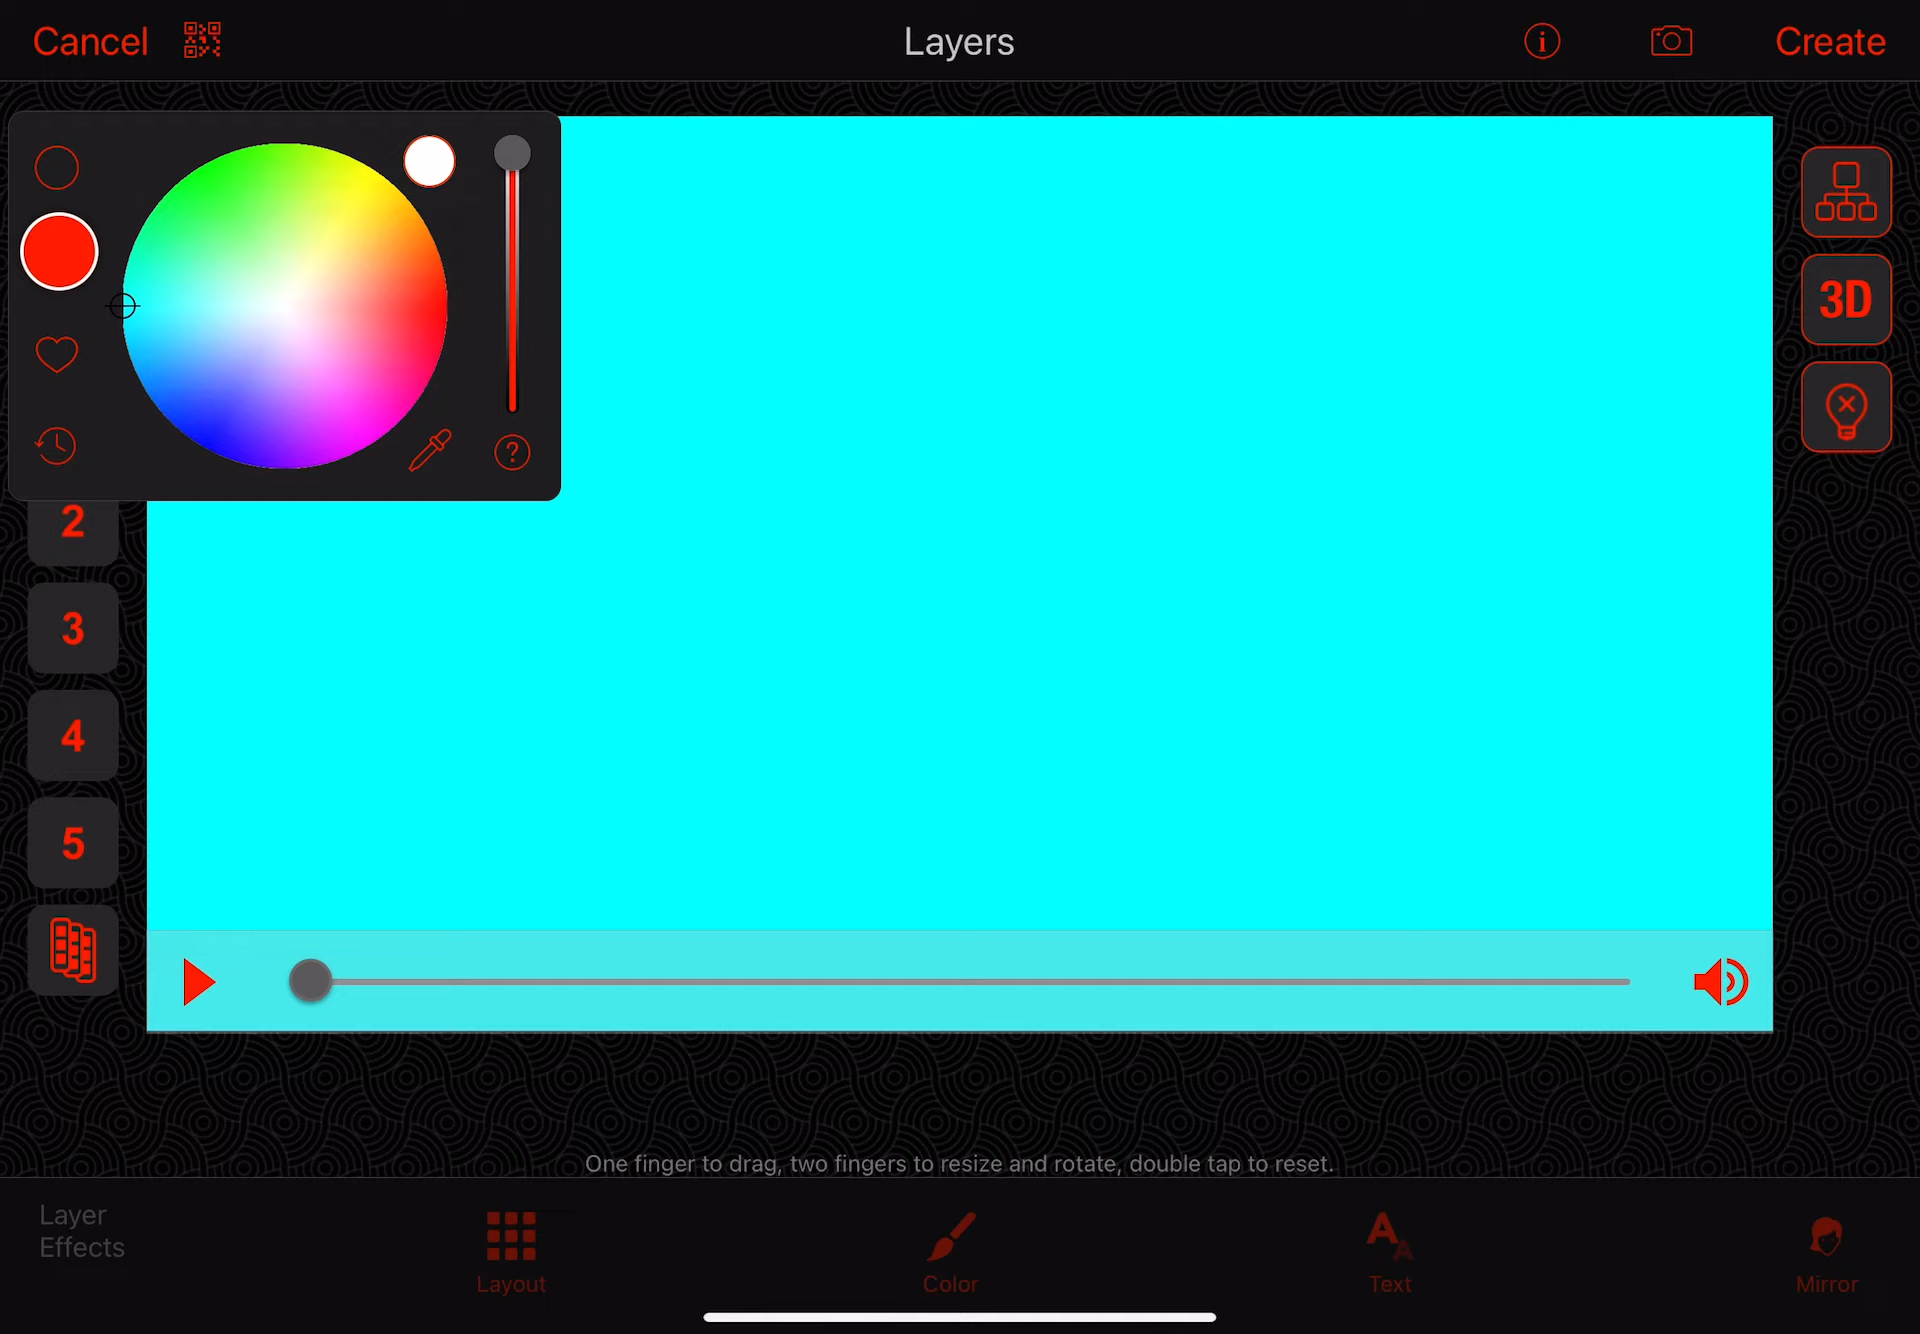 Cancel
Layers
Create
3D
?
2
3
4
5
One finger to drag, two fingers to resize and rotate, double tap to reset.
Layer
Effects
Layout
Color
Text
Mirror